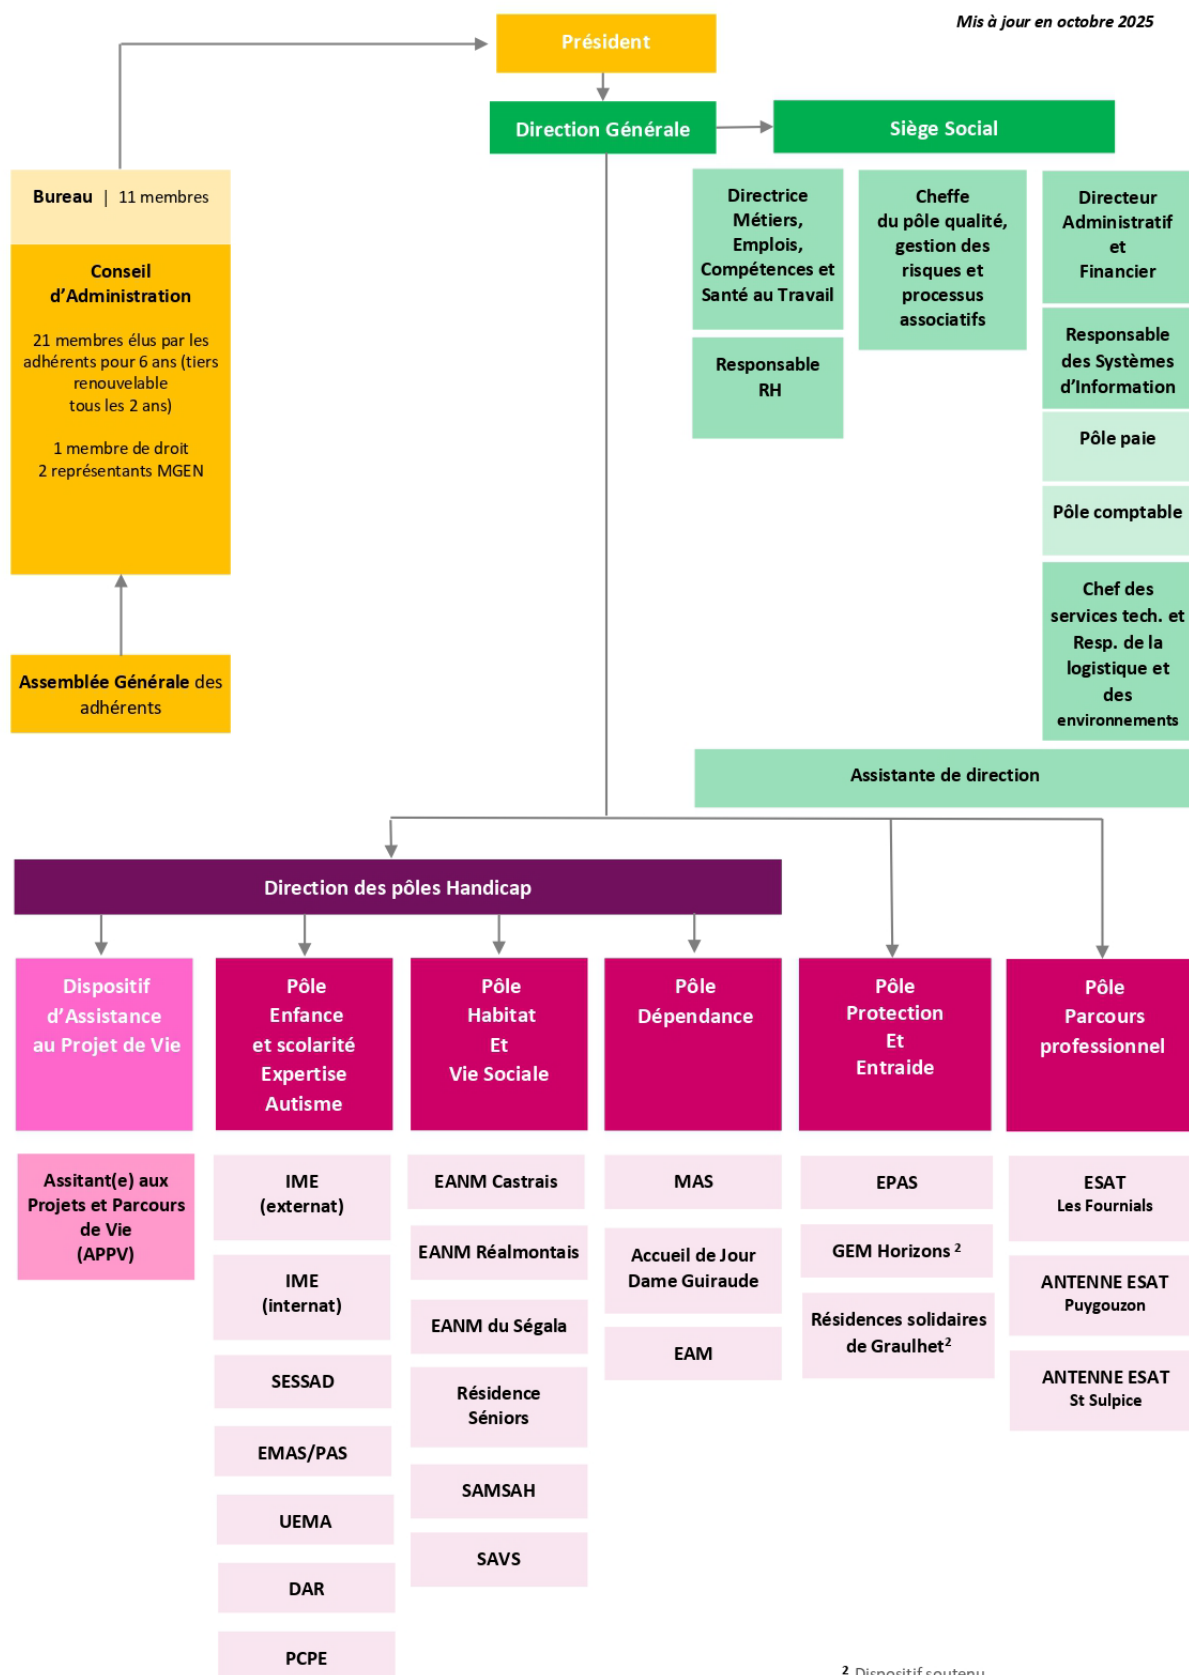 Mis à jour en octobre 2025
Président
Direction Générale
Siège Social
Bureau | 11 membres
Conseil
d'Administration
21 membres élus par les
adhérents pour 6 ans (tiers
renouvelable
tous les 2 ans)
1 membre de droit
2 représentants MGEN
Assemblée Générale des
adhérents
Directrice
Métiers,
Emplois,
Compétences et
Santé au Travail
Responsable
RH
Cheffe
du pôle qualité,
gestion des
risques et
processus
associatifs
Directeur
Administratif
et
Financier
Responsable
des Systèmes
d'Information
Pôle paie
Pôle comptable
Chef des
services tech. et
Resp. de la
logistique et
des
environnements
Assistante de direction
Direction des pôles Handicap
Dispositif
d'Assistance
au Projet de Vie
Assitant(e) aux
Projets et Parcours
de Vie
(APPV)
Pôle
Enfance
et scolarité
Expertise
Autisme
IME
(externat)
IME
(internat)
SESSAD
EMAS/PAS
UEMA
DAR
PCPE
Pôle
Habitat
Et
Vie Sociale
EANM Castrais
EANM Réalmontais
EANM du Ségala
Résidence
Séniors
SAMSAH
SAVS
Pôle
Dépendance
MAS
Accueil de Jour
Dame Guiraude
EAM
Pôle
Protection
Et
Entraide
EPAS
GEM Horizons ²
Résidences solidaires
de Graulhet²
Pôle
Parcours
professionnel
ESAT
Les Fournials
ANTENNE ESAT
Puygouzon
ANTENNE ESAT
St Sulpice
² Dispositif soutenu